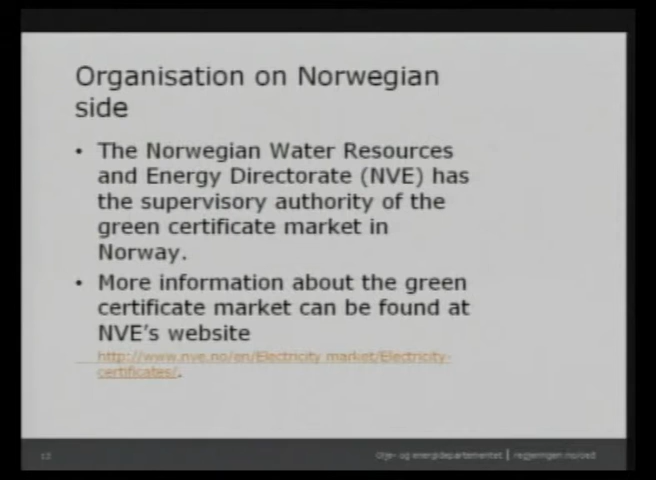 Organisation on Norwegian
side
• The Norwegian Water Resources
and Energy Directorate (NVE) has
the supervisory authority of the
green certificate market in
Norway.
• More information about the green
certificate market can be found at
NVE's website
http://www.nve.no/en/Electricity market/Electricity-
certificates/.
Olje- og energidepartementet | regjeringen.no/oed